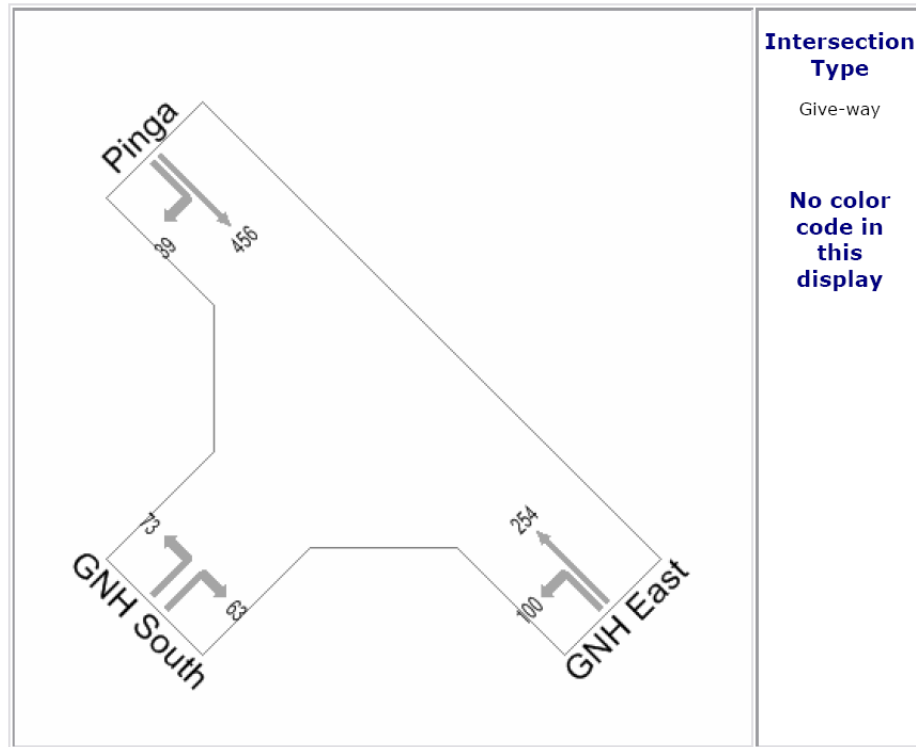 Pinga
39
456
73
63
GNH South
254
100
GNH East
Intersection
Type
Give-way
No color
code in
this
display